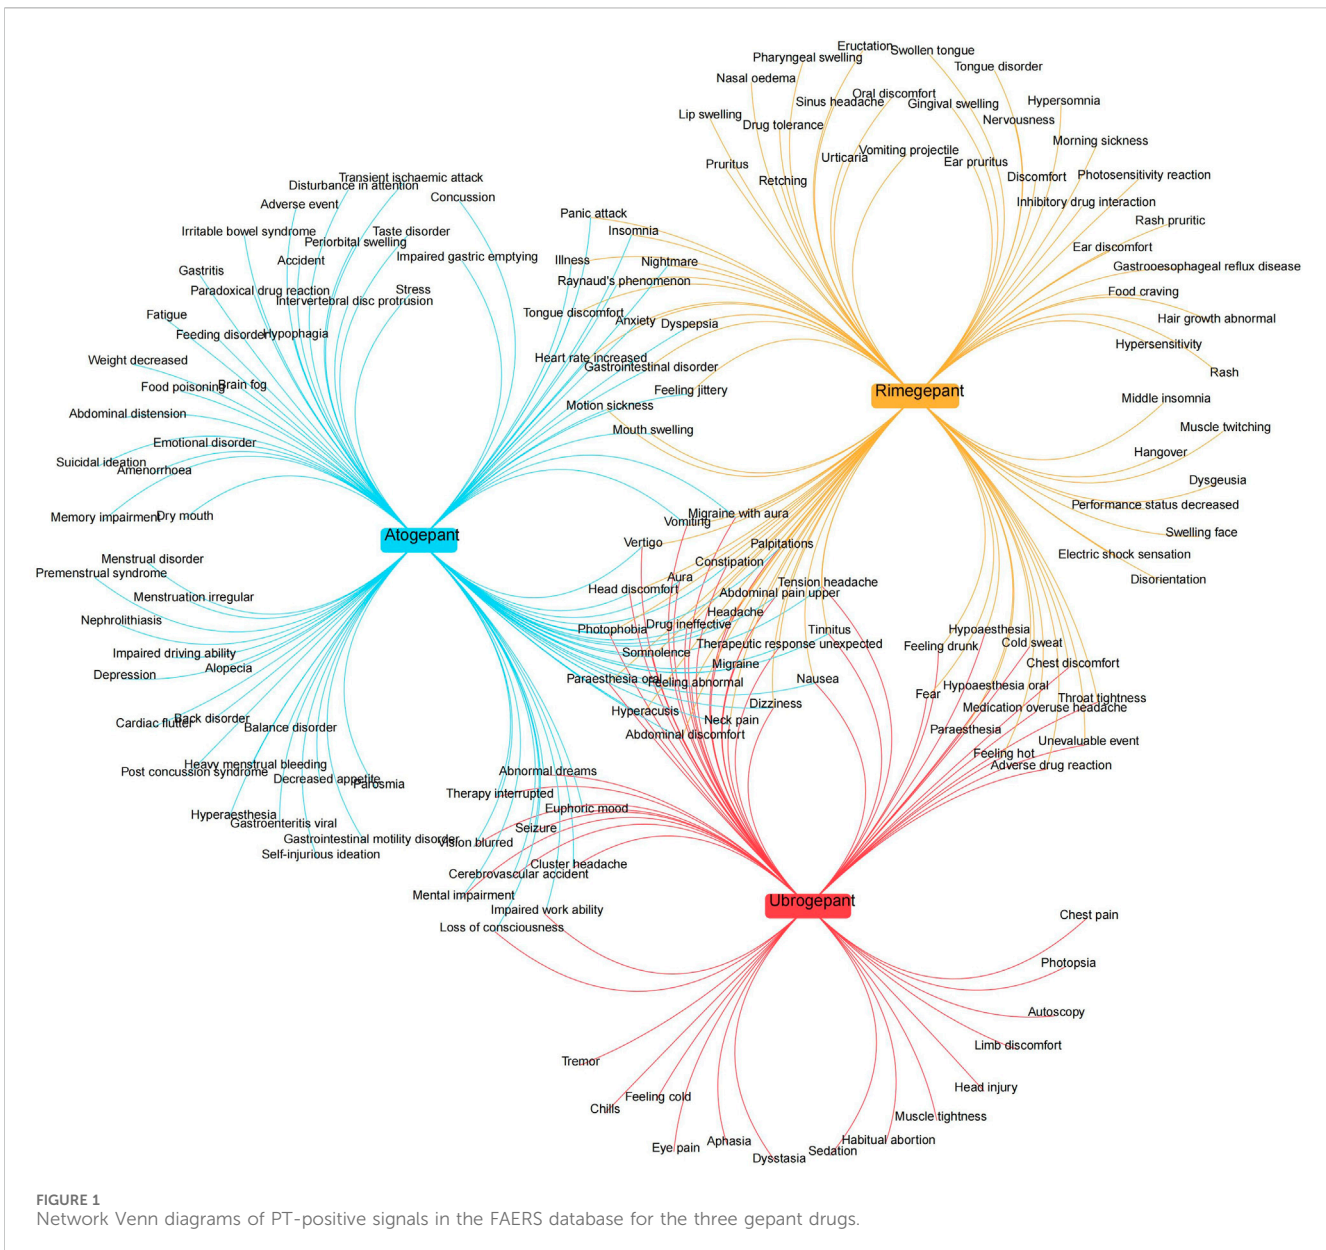 Eructation
Swollen tongue
Pharyngeal swelling
Tongue disorder
Nasal oedema
Oral discomfort
Sinus headache
Gingival swelling
Hypersomnia
Lip swelling
Drug tolerance
Nervousness
Morning sickness
Vomiting projectile
Urticaria
Ear pruritus
Pruritus
Retching
Discomfort
Photosensitivity reaction
Inhibitory drug interaction
Rash pruritic
Ear discomfort
Gastrooesophageal reflux disease
Food craving
Hair growth abnormal
Hypersensitivity
Rash
Rimegepant
Middle insomnia
Muscle twitching
Hangover
Dysgeusia
Performance status decreased
Swelling face
Electric shock sensation
Disorientation
Transient ischaemic attack
Disturbance in attention
Concussion
Adverse event
Irritable bowel syndrome
Taste disorder
Periorbital swelling
Impaired gastric emptying
Accident
Gastritis
Paradoxical drug reaction
Stress
Intervertebral disc protrusion
Fatigue
Feeding disorder
Hypophagia
Weight decreased
Food poisoning
Brain fog
Abdominal distension
Emotional disorder
Suicidal ideation
Amenorrhoea
Memory impairment
Dry mouth
Atogepant
Menstrual disorder
Premenstrual syndrome
Menstruation irregular
Nephrolithiasis
Impaired driving ability
Depression
Alopecia
Cardiac flutter
Back disorder
Balance disorder
Heavy menstrual bleeding
Post concussion syndrome
Decreased appetite
Parosmia
Hyperaesthesia
Gastroenteritis viral
Gastrointestinal motility disorder
Self-injurious ideation
Panic attack
Insomnia
Illness
Nightmare
Raynaud's phenomenon
Tongue discomfort
Anxiety
Dyspepsia
Heart rate increased
Gastrointestinal disorder
Feeling jittery
Motion sickness
Mouth swelling
Migraine with aura
Vomiting
Vertigo
Palpitations
Constipation
Aura
Head discomfort
Tension headache
Abdominal pain upper
Headache
Drug ineffective
Photophobia
Tinnitus
Therapeutic response unexpected
Somnolence
Migraine
Paraesthesia oral
Feeling abnormal
Nausea
Hyperacusis
Dizziness
Neck pain
Abdominal discomfort
Hypoaesthesia
Feeling drunk
Cold sweat
Chest discomfort
Hypoaesthesia oral
Fear
Throat tightness
Medication overuse headache
Paraesthesia
Unevaluable event
Feeling hot
Adverse drug reaction
Abnormal dreams
Therapy interrupted
Euphoric mood
Seizure
Vision blurred
Cluster headache
Cerebrovascular accident
Mental impairment
Impaired work ability
Loss of consciousness
Ubrogepant
Chest pain
Photopsia
Autoscopy
Limb discomfort
Head injury
Muscle tightness
Habitual abortion
Sedation
Dysstasia
Aphasia
Eye pain
Feeling cold
Chills
Tremor
FIGURE 1
Network Venn diagrams of PT-positive signals in the FAERS database for the three gepant drugs.